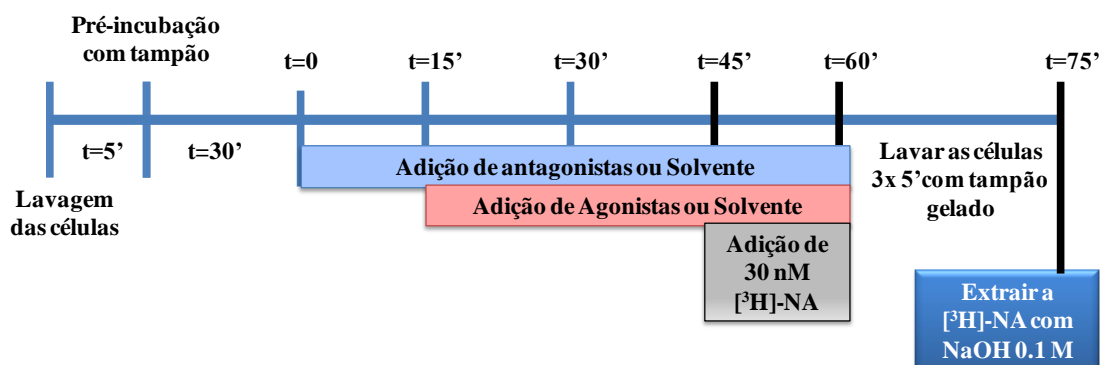 Pré-incubação
com tampão
t=0
t=15’
t=30’
t=45’
t=60’
t=75’
t=5’
t=30’
Lavagem
das células
Adição de antagonistas ou Solvente
Adição de Agonistas ou Solvente
Adição de
30 nM
[³H]-NA
Lavar as células
3x 5’com tampão
gelado
Extrair a
[³H]-NA com
NaOH 0.1 M